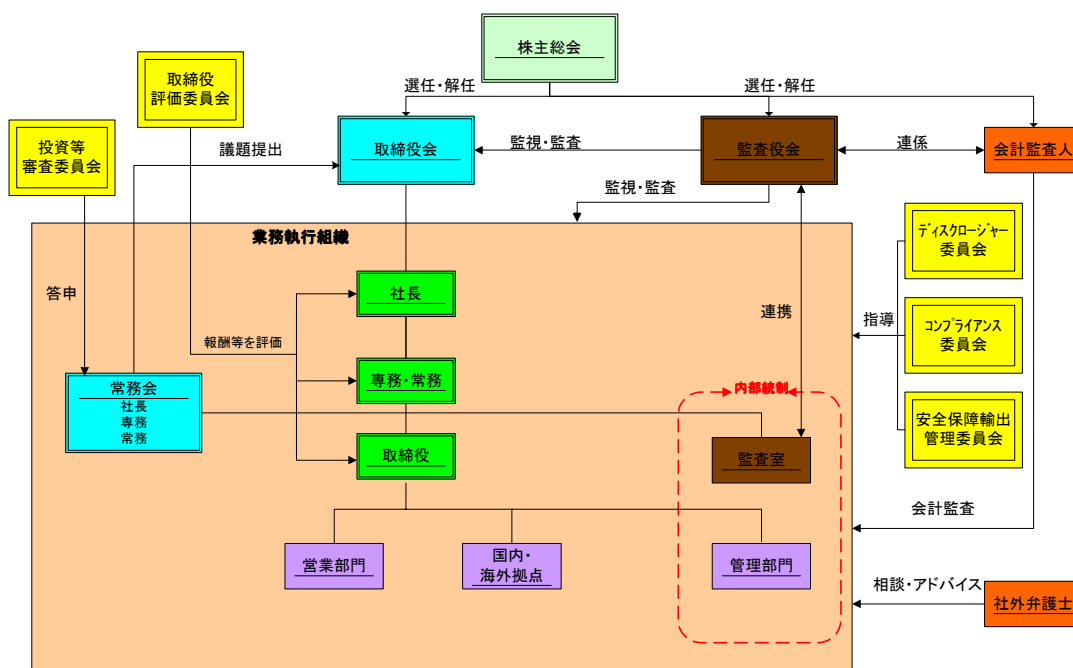 株主総会
取締役
評価委員会
選任・解任
選任・解任
投資等
審査委員会
議題提出
取締役会
監視・監査
監査役会
連係
会計監査人
監視・監査
業務執行組織
ディスクロージャー
委員会
答申
社長
連携
コンプライアンス
委員会
指導
報酬等を評価
常務会
社長
専務
常務
専務・常務
内部統制
安全保障輸出
管理委員会
取締役
監査室
会計監査
営業部門
国内・
海外拠点
管理部門
相談・アドバイス
社外弁護士